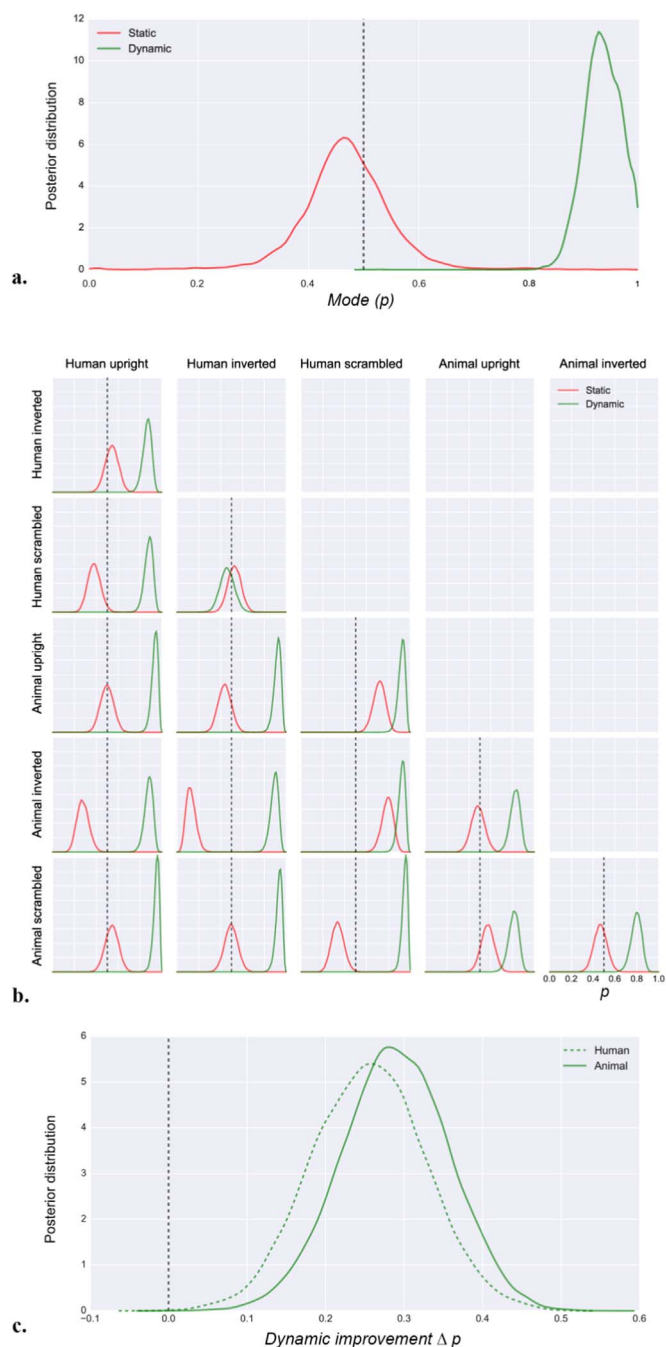 12
Static
Dynamic
10
8
6
4
2
0
Posterior distribution
0.0 0.2 0.4 0.6 0.8 1
Mode (p)
a.
Human upright Human inverted Human scrambled Animal upright Animal inverted
Human inverted
Static
Dynamic
Human scrambled
Animal upright
Animal inverted
Animal scrambled
0.0 0.2 0.4 0.6 0.8 1.0
p
b.
6
Human
Animal
5
4
3
2
1
0
Posterior distribution
−0.1 0.0 0.1 0.2 0.3 0.4 0.5 0.6
Dynamic improvement Δ p
c.